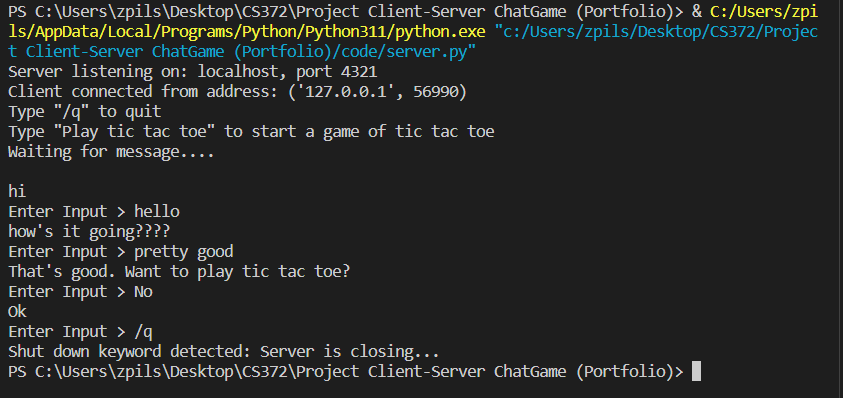 PS C:\Users\zpils\Desktop\CS372\Project Client-Server ChatGame (Portfolio)> & C:/Users/zpi
ls/AppData/Local/Programs/Python/Python311/python.exe "c:/Users/zpils/Desktop/CS372/Projec
t Client-Server ChatGame (Portfolio)/code/server.py"
Server listening on: localhost, port 4321
Client connected from address: ('127.0.0.1', 56990)
Type "/q" to quit
Type "Play tic tac toe" to start a game of tic tac toe
Waiting for message....

hi
Enter Input > hello
how's it going????
Enter Input > pretty good
That's good. Want to play tic tac toe?
Enter Input > No
Ok
Enter Input > /q
Shut down keyword detected: Server is closing...
PS C:\Users\zpils\Desktop\CS372\Project Client-Server ChatGame (Portfolio)>